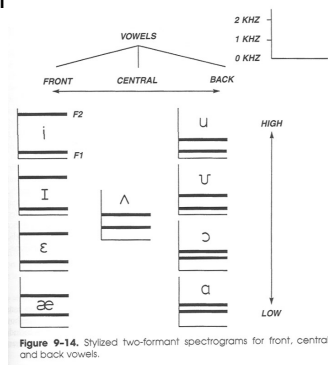 2 KHZ
1 KHZ
0 KHZ
VOWELS
FRONT CENTRAL BACK
F2
i
F1
u
HIGH
I
ʊ
ʌ
ɛ
ɔ
æ
ɑ
LOW
Figure 9–14. Stylized two-formant spectrograms for front, central
and back vowels.